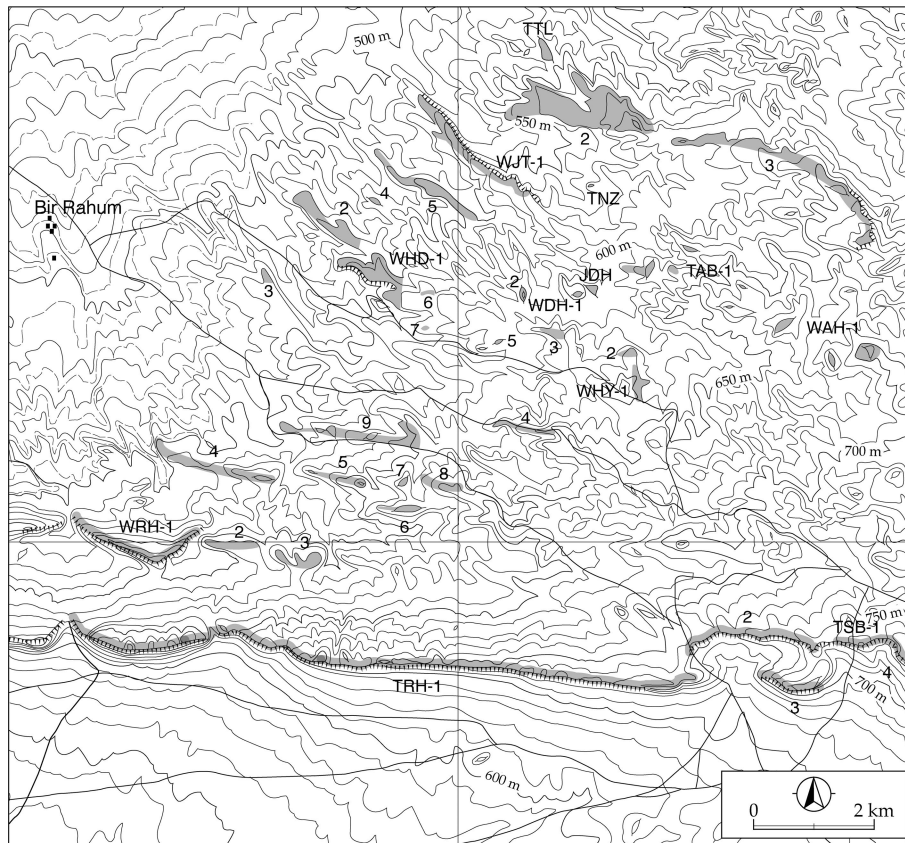 TTL
500 m
550 m
2
WJT-1
3
TNZ
4
5
2
Bir Rahum
WHD-1
600 m
JDH
TAB-1
3
6
2
WDH-1
7
5
3
WAH-1
2
WHY-1
650 m
9
4
700 m
4
5
7
8
6
WRH-1
2
3
2
750 m
TSB-1
4
700 m
TRH-1
3
600 m
0 2 km